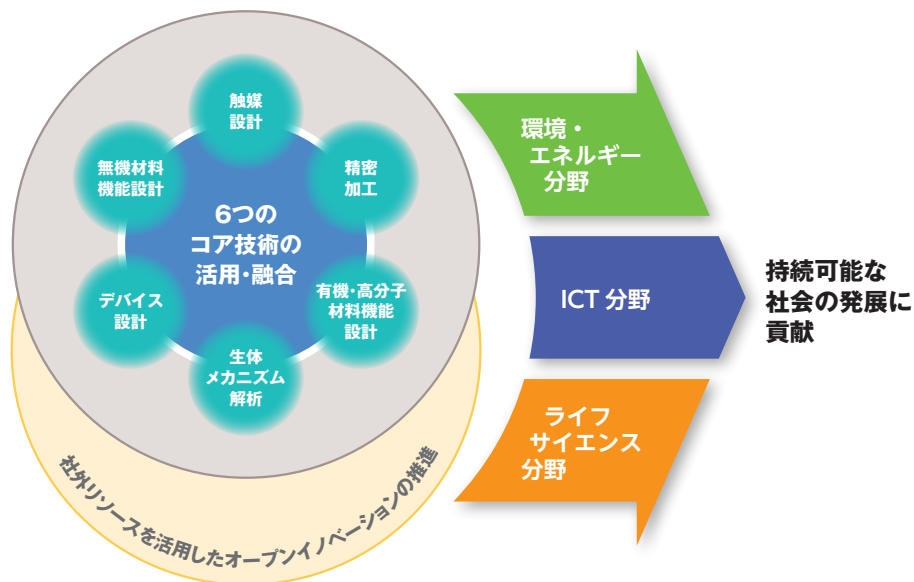 触媒
設計
精密
加工
有機・高分子
材料機能
設計
生体
メカニズム
解析
デバイス
設計
無機材料
機能設計
6つの
コア技術の
活用・融合
社外リソースを活用したオープンイノベーションの推進
環境・
エネルギー
分野
ICT 分野
ライフ
サイエンス
分野
持続可能な
社会の発展に
貢献